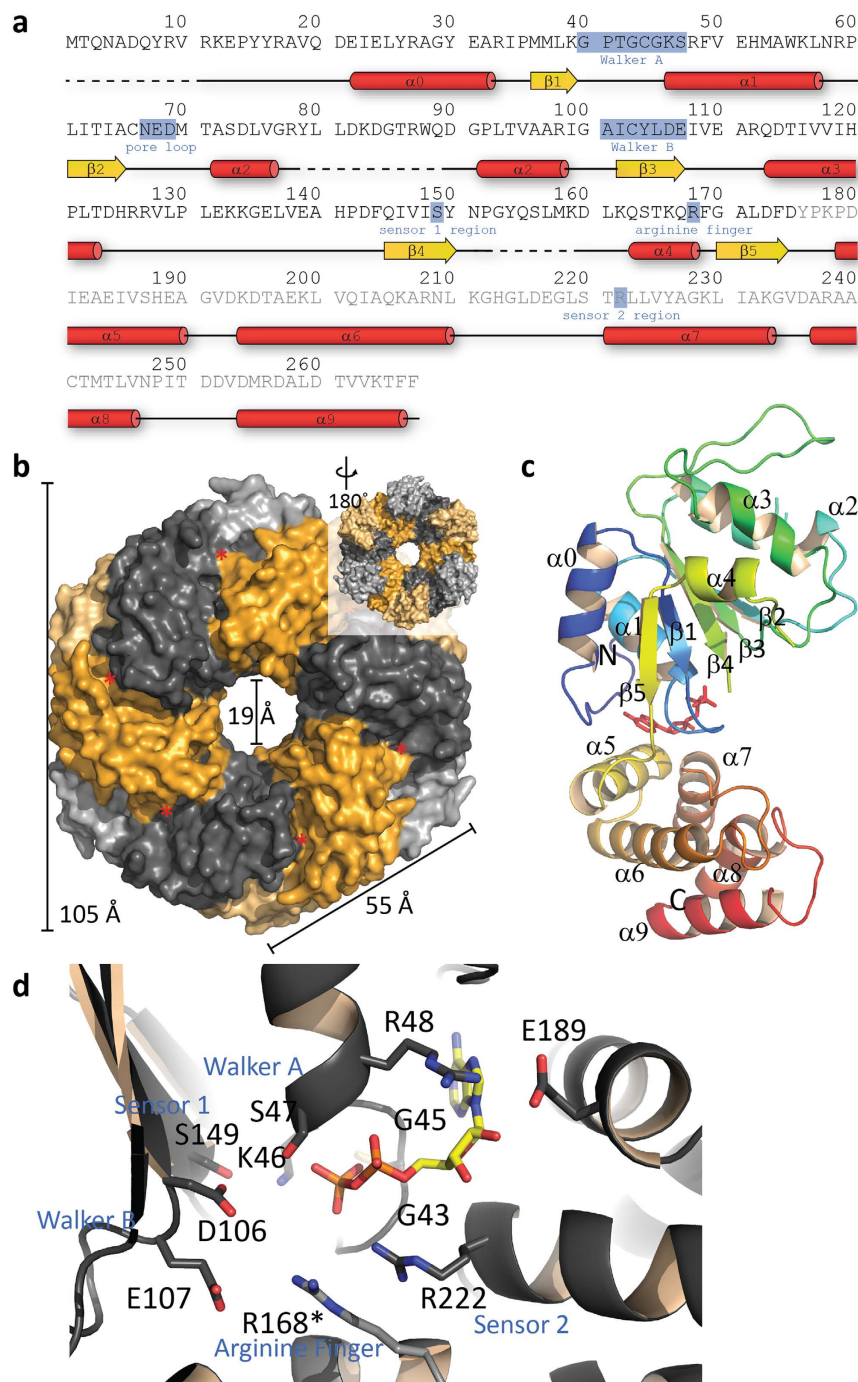 a
10 20 30 40 50 60
MTQNADQYRV RKEPYYRAVQ DEIELYRAGY EARIPMMLKG PTGCGKSRFV EHMAWKLNRP
Walker A
α0 β1 α1
70 80 90 100 110 120
LITIACNEDM TASDLVGRYL LDKDGTRWQD GPLTVAARIG AICYLDEIVE ARQDTIVVIH
pore loop Walker B
β2 α2 α2 β3 α3
130 140 150 160 170 180
PLTDHRRVLP LEKKGELVEA HPDFQIVISY NPGYQSLMKD LKQSTKQRFG ALDFDYPKPD
sensor 1 region arginine finger
β4 α4 β5
190 200 210 220 230 240
IEAEIVSHEA GVDKDTAEKL VQIAQKARNL KGHGLDEGLS TRLLVYAGKL IAKGVDARAA
sensor 2 region
α5 α6 α7
250 260
CTMTLVNPIT DDVDMRDALD TVVKTFF
α8 α9
b
180°
*
*
19 Å
*
*
*
105 Å
55 Å
c
α3 α2
α0
α4
α1 β1 β2
N β3
β4
β5
α5 α7
α6 α8
C
α9
d
R48 E189
Walker A
Sensor 1 S47
S149 G45
K46
Walker B D106 G43
E107 R222
R168* Sensor 2
Arginine Finger